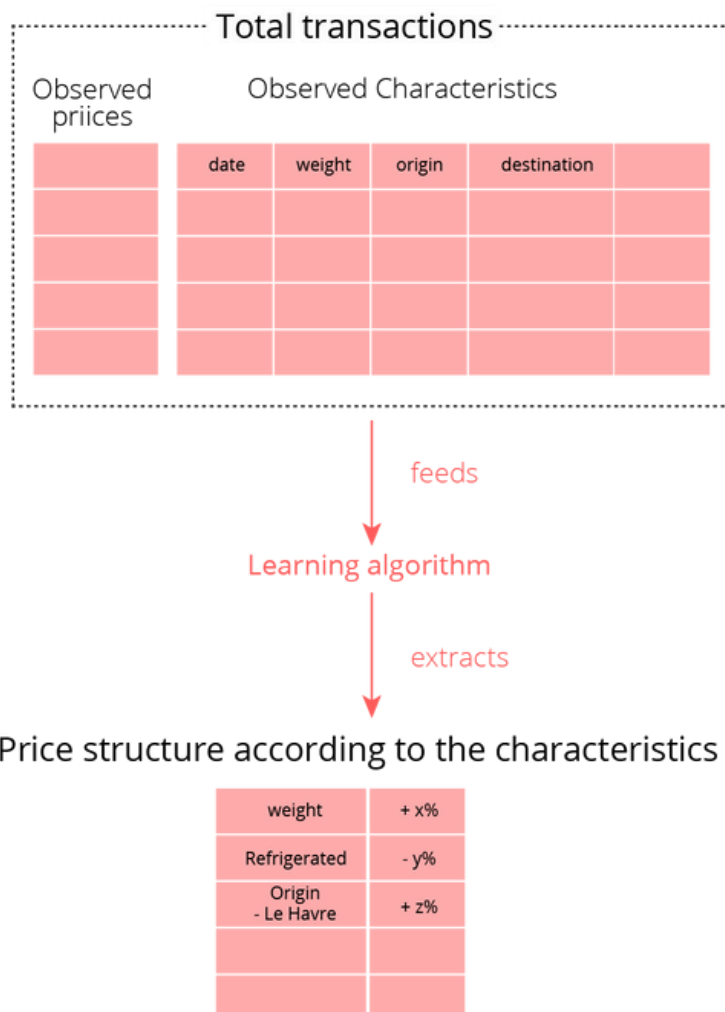 Total transactions
Observed
priices
Observed Characteristics
date weight origin destination
feeds
Learning algorithm
extracts
Price structure according to the characteristics
weight + x%
Refrigerated - y%
Origin
- Le Havre + z%